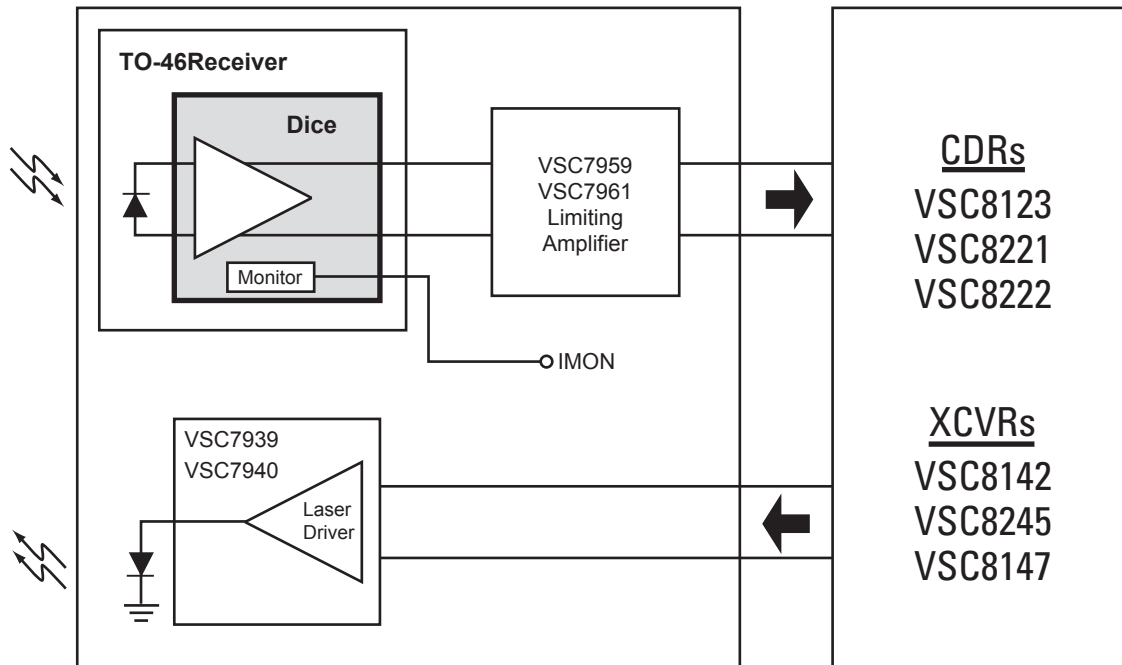 TO-46Receiver
Dice
Monitor
VSC7959
VSC7961
Limiting
Amplifier
IMON
VSC7939
VSC7940
Laser
Driver
CDRs
VSC8123
VSC8221
VSC8222
XCVRs
VSC8142
VSC8245
VSC8147